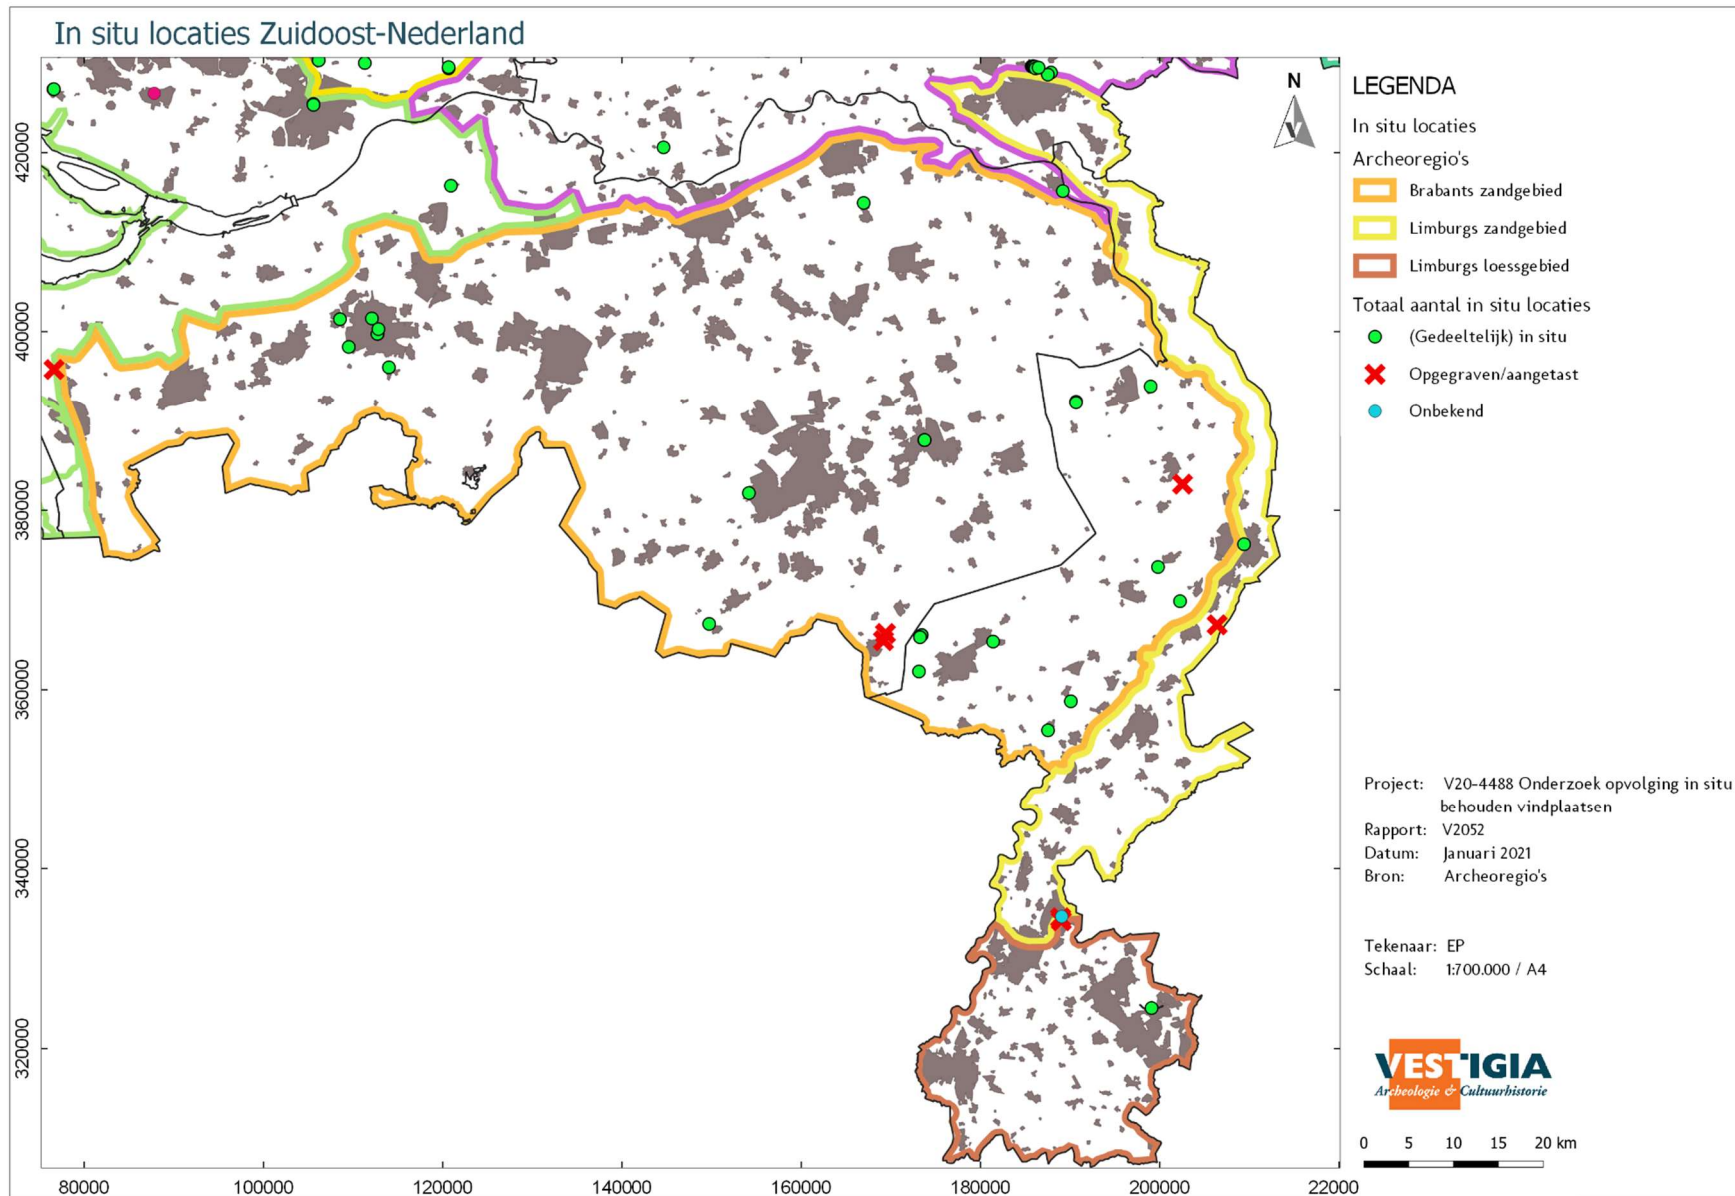 In situ locaties Zuidoost-Nederland
N
LEGENDA
In situ locaties
Archeoregio's
Brabants zandgebied
Limburgs zandgebied
Limburgs loessgebied
Totaal aantal in situ locaties
(Gedeeltelijk) in situ
Opgegraven/aangetast
Onbekend
420000
400000
380000
360000
340000
320000
80000 100000 120000 140000 160000 180000 200000 22000
Project: V20-4488 Onderzoek opvolging in situ
behouden vindplaatsen
Rapport: V2052
Datum: Januari 2021
Bron: Archeoregio's
Tekenaar: EP
Schaal: 1:700.000 / A4
VESTIGIA
Archeologie & Cultuurhistorie
0 5 10 15 20 km